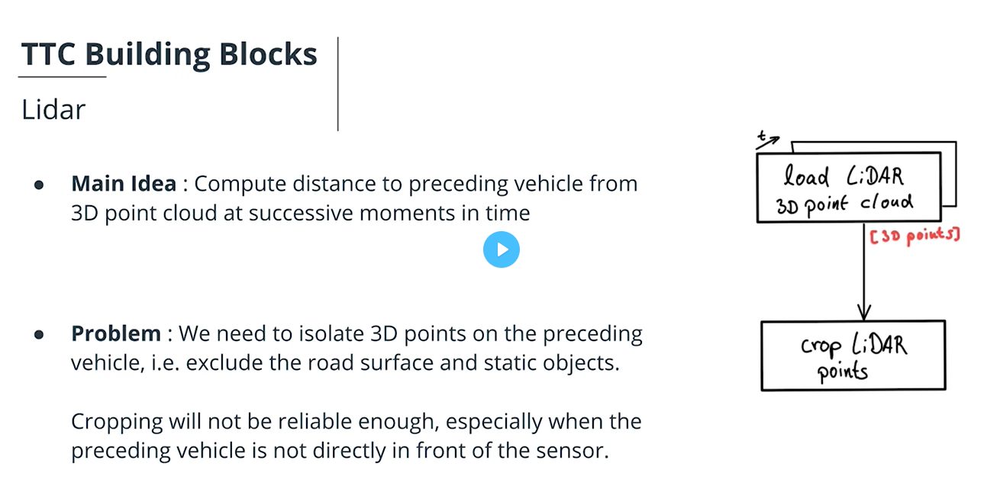 TTC Building Blocks
Lidar
● Main Idea : Compute distance to preceding vehicle from
3D point cloud at successive moments in time
● Problem : We need to isolate 3D points on the preceding
vehicle, i.e. exclude the road surface and static objects.
Cropping will not be reliable enough, especially when the
preceding vehicle is not directly in front of the sensor.
t
load LiDAR
3D point cloud
[3D points]
crop LiDAR
points